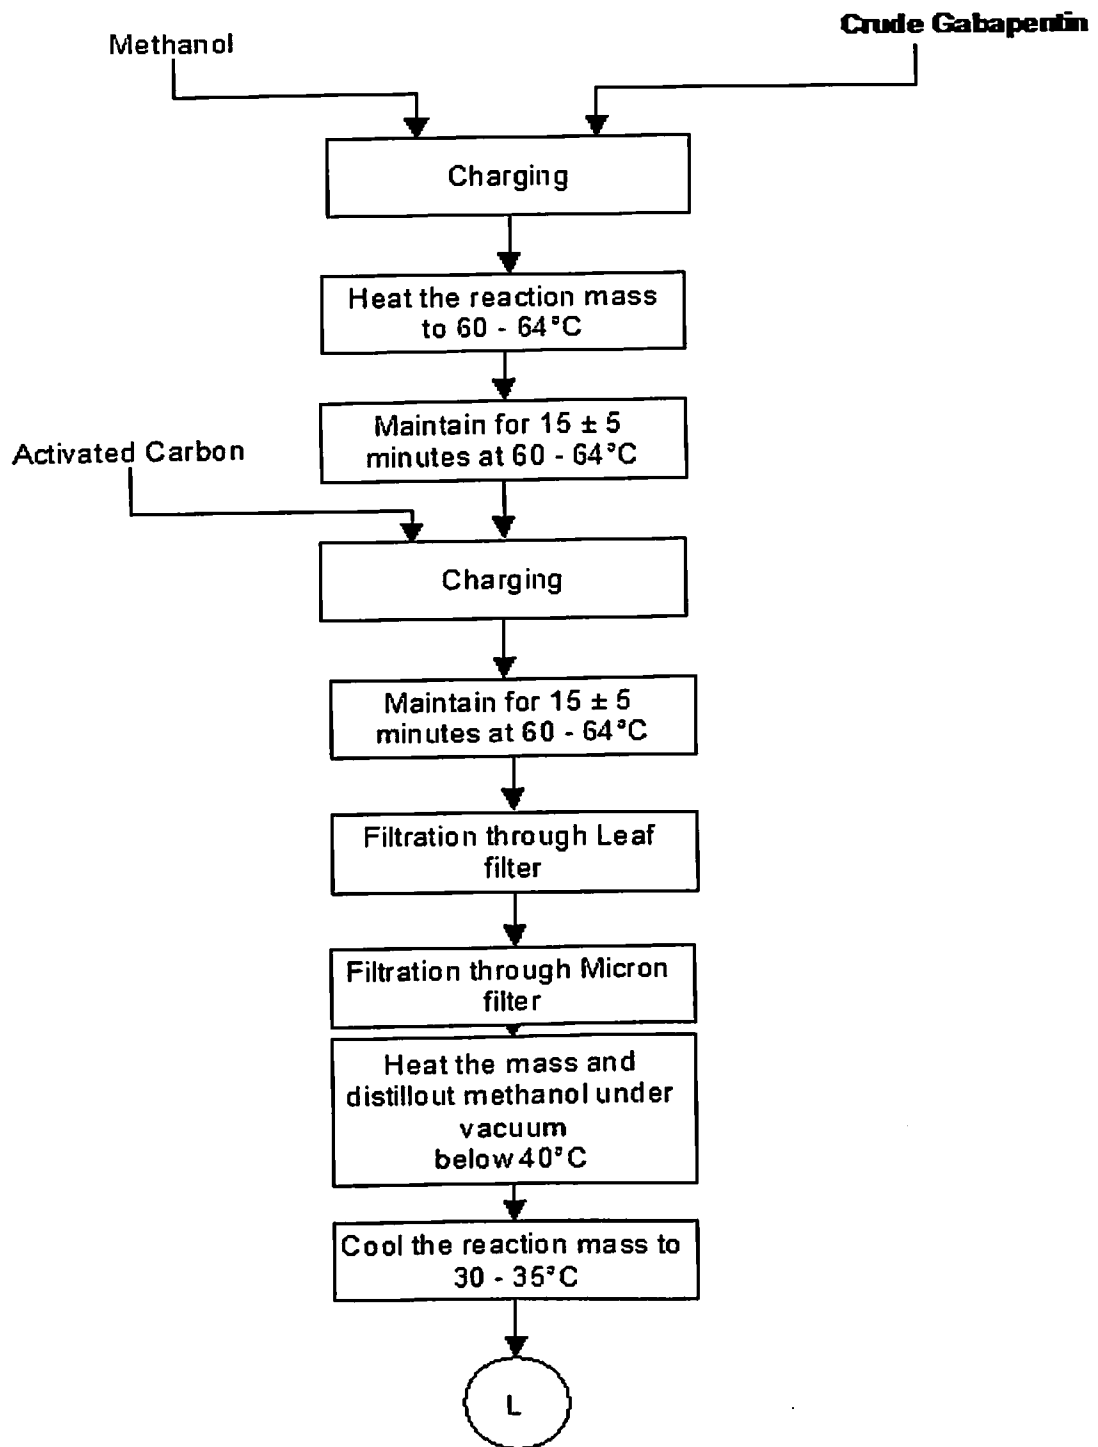 Crude Gabapentin
Methanol
Charging
Heat the reaction mass
to 60 - 64°C
Maintain for 15 ± 5
minutes at 60 - 64°C
Activated Carbon
Charging
Maintain for 15 ± 5
minutes at 60 - 64°C
Filtration through Leaf
filter
Filtration through Micron
filter
Heat the mass and
distillout methanol under
vacuum
below 40°C
Cool the reaction mass to
30 - 35°C
L